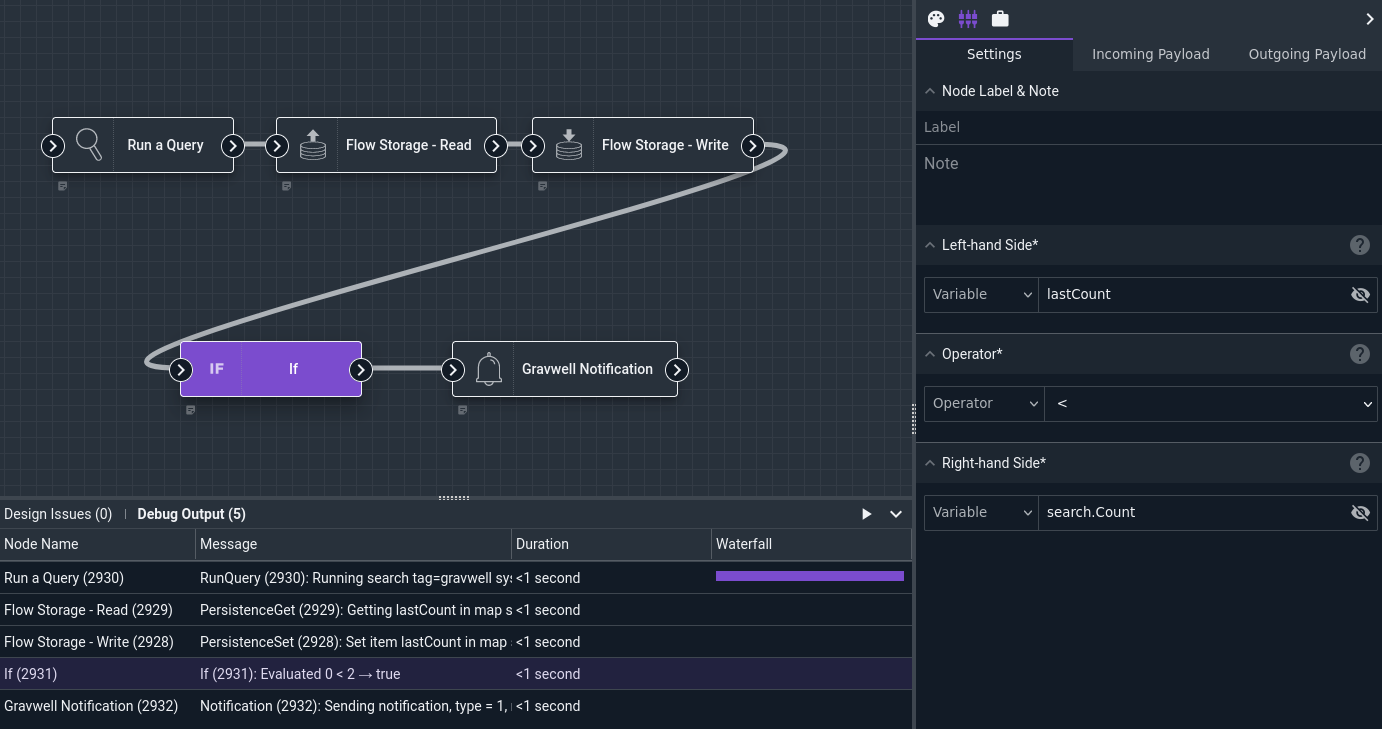 Run a Query
Flow Storage - Read
Flow Storage - Write
IF If
Gravwell Notification
Design Issues (0) Debug Output (5)
Node Name Message Duration Waterfall
Run a Query (2930) RunQuery (2930): Running search tag=gravwell sy <1 second
Flow Storage - Read (2929) PersistenceGet (2929): Getting lastCount in map s <1 second
Flow Storage - Write (2928) PersistenceSet (2928): Set item lastCount in map <1 second
If (2931) If (2931): Evaluated 0 < 2 → true <1 second
Gravwell Notification (2932) Notification (2932): Sending notification, type = 1, <1 second
Settings Incoming Payload Outgoing Payload
Node Label & Note
Label
Note
Left-hand Side*
Variable lastCount
Operator*
Operator <
Right-hand Side*
Variable search.Count